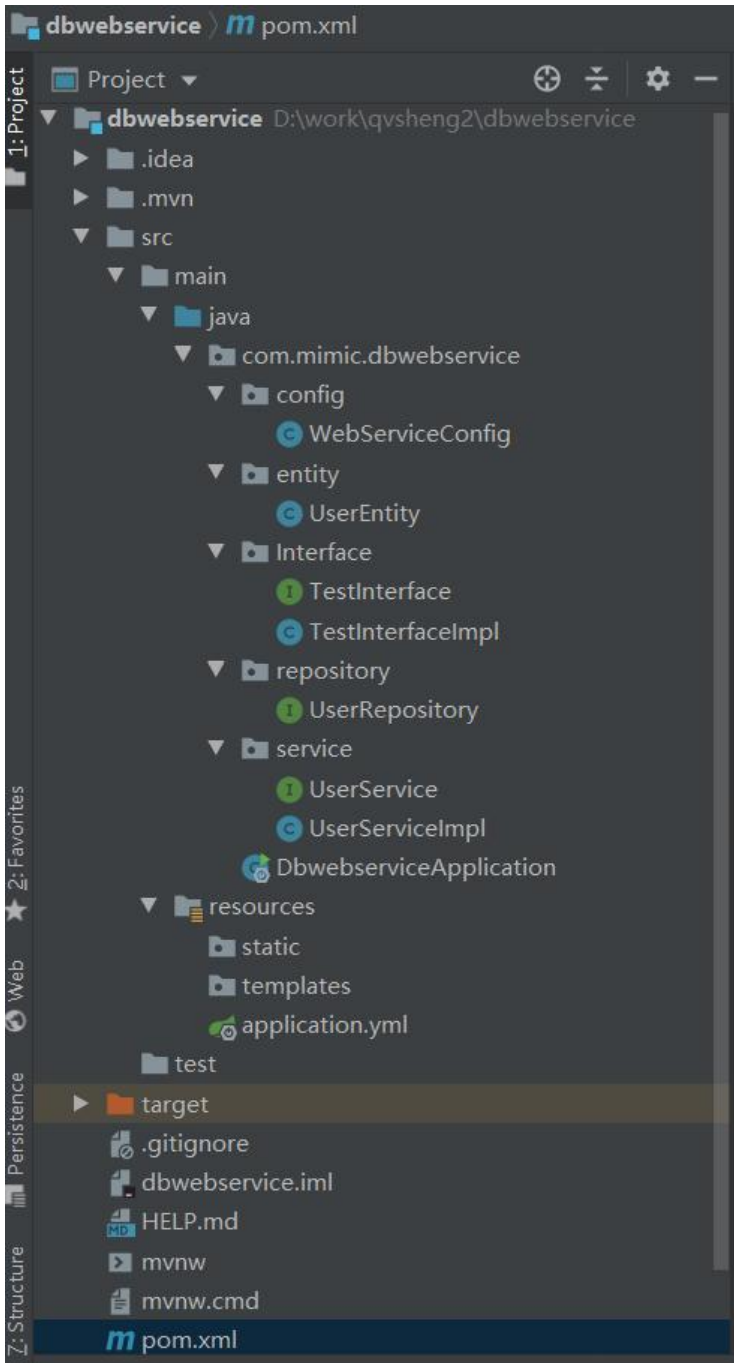 dbwebservice m pom.xml
Project
1: Project
dbwebservice D:\work\qvsheng2\dbwebservice
.idea
.mvn
src
main
java
com.mimic.dbwebservice
config
C WebServiceConfig
entity
C UserEntity
Interface
I TestInterface
C TestInterfaceImpl
repository
I UserRepository
service
I UserService
C UserServiceImpl
DbwebserviceApplication
resources
static
templates
application.yml
test
target
.gitignore
dbwebservice.iml
MD HELP.md
mvnw
mvnw.cmd
m pom.xml
2: Favorites
Web
Persistence
7: Structure